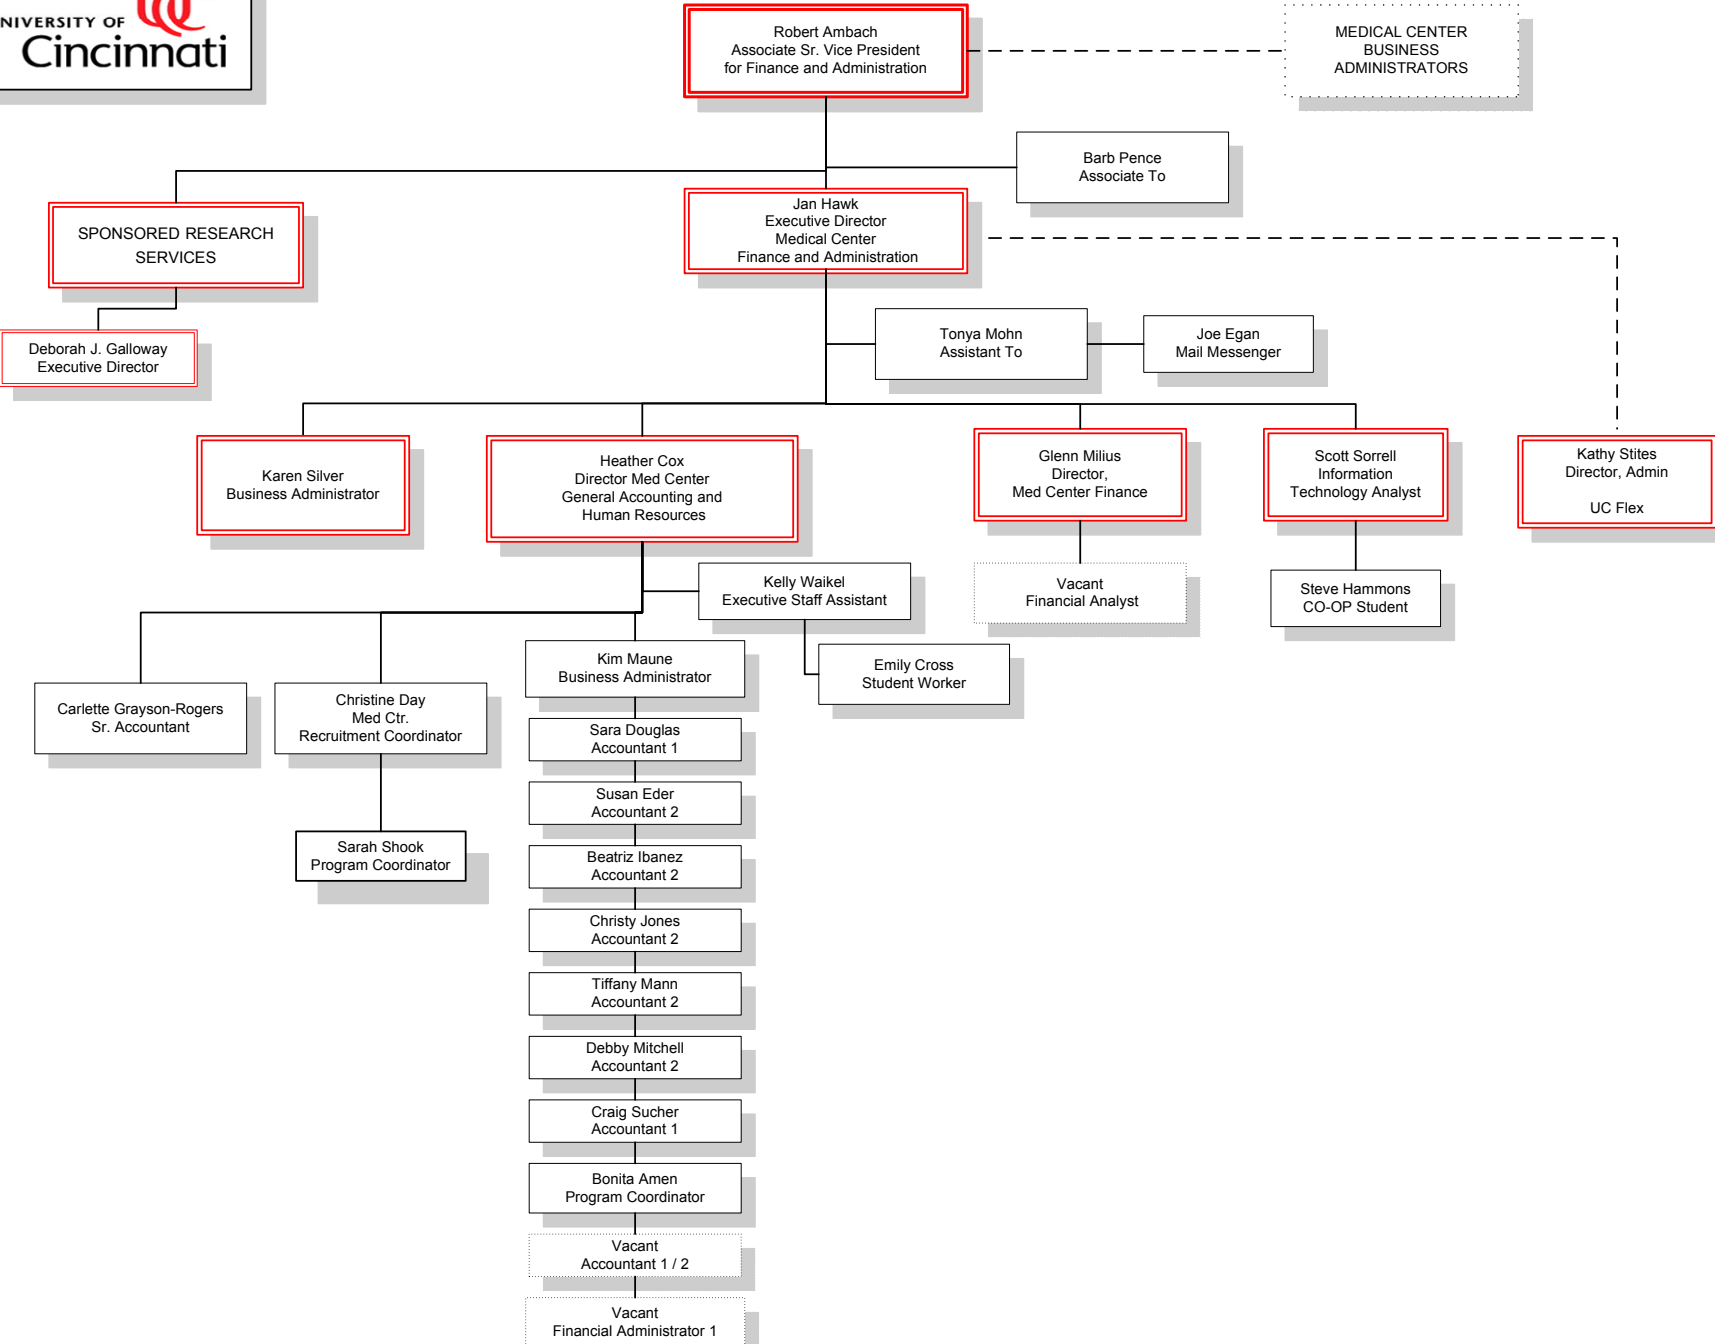 NIVERSITY OF
Cincinnati
Robert Ambach
Associate Sr. Vice President
for Finance and Administration
MEDICAL CENTER
BUSINESS
ADMINISTRATORS
Barb Pence
Associate To
SPONSORED RESEARCH
SERVICES
Jan Hawk
Executive Director
Medical Center
Finance and Administration
Deborah J. Galloway
Executive Director
Tonya Mohn
Assistant To
Joe Egan
Mail Messenger
Karen Silver
Business Administrator
Heather Cox
Director Med Center
General Accounting and
Human Resources
Glenn Milius
Director,
Med Center Finance
Scott Sorrell
Information
Technology Analyst
Kathy Stites
Director, Admin
UC Flex
Kelly Waikel
Executive Staff Assistant
Vacant
Financial Analyst
Steve Hammons
CO-OP Student
Kim Maune
Business Administrator
Emily Cross
Student Worker
Carlette Grayson-Rogers
Sr. Accountant
Christine Day
Med Ctr.
Recruitment Coordinator
Sara Douglas
Accountant 1
Susan Eder
Accountant 2
Sarah Shook
Program Coordinator
Beatriz Ibanez
Accountant 2
Christy Jones
Accountant 2
Tiffany Mann
Accountant 2
Debby Mitchell
Accountant 2
Craig Sucher
Accountant 1
Bonita Amen
Program Coordinator
Vacant
Accountant 1 / 2
Vacant
Financial Administrator 1